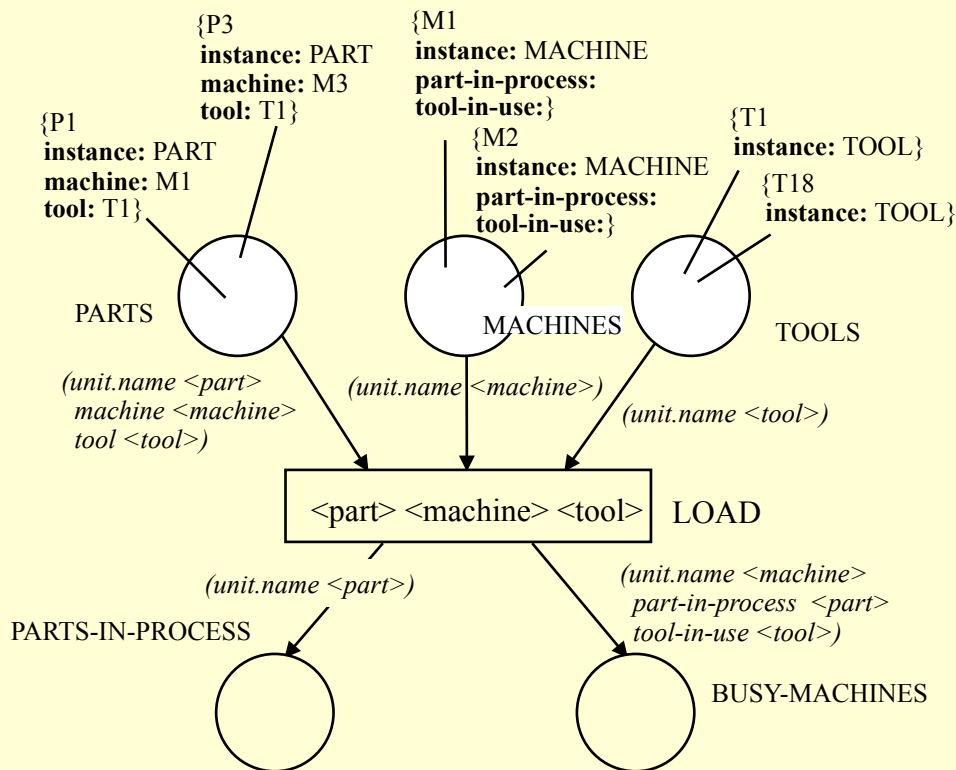 {P3
instance: PART
machine: M3
tool: T1}
{M1
instance: MACHINE
part-in-process:
tool-in-use:}
{P1
instance: PART
machine: M1
tool: T1}
{M2
instance: MACHINE
part-in-process:
tool-in-use:}
{T1
instance: TOOL}
{T18
instance: TOOL}
PARTS
MACHINES
TOOLS
(unit.name <part>
machine <machine>
tool <tool>)
(unit.name <machine>)
(unit.name <tool>)
<part> <machine> <tool>
LOAD
(unit.name <part>)
(unit.name <machine>
part-in-process <part>
tool-in-use <tool>)
PARTS-IN-PROCESS
BUSY-MACHINES